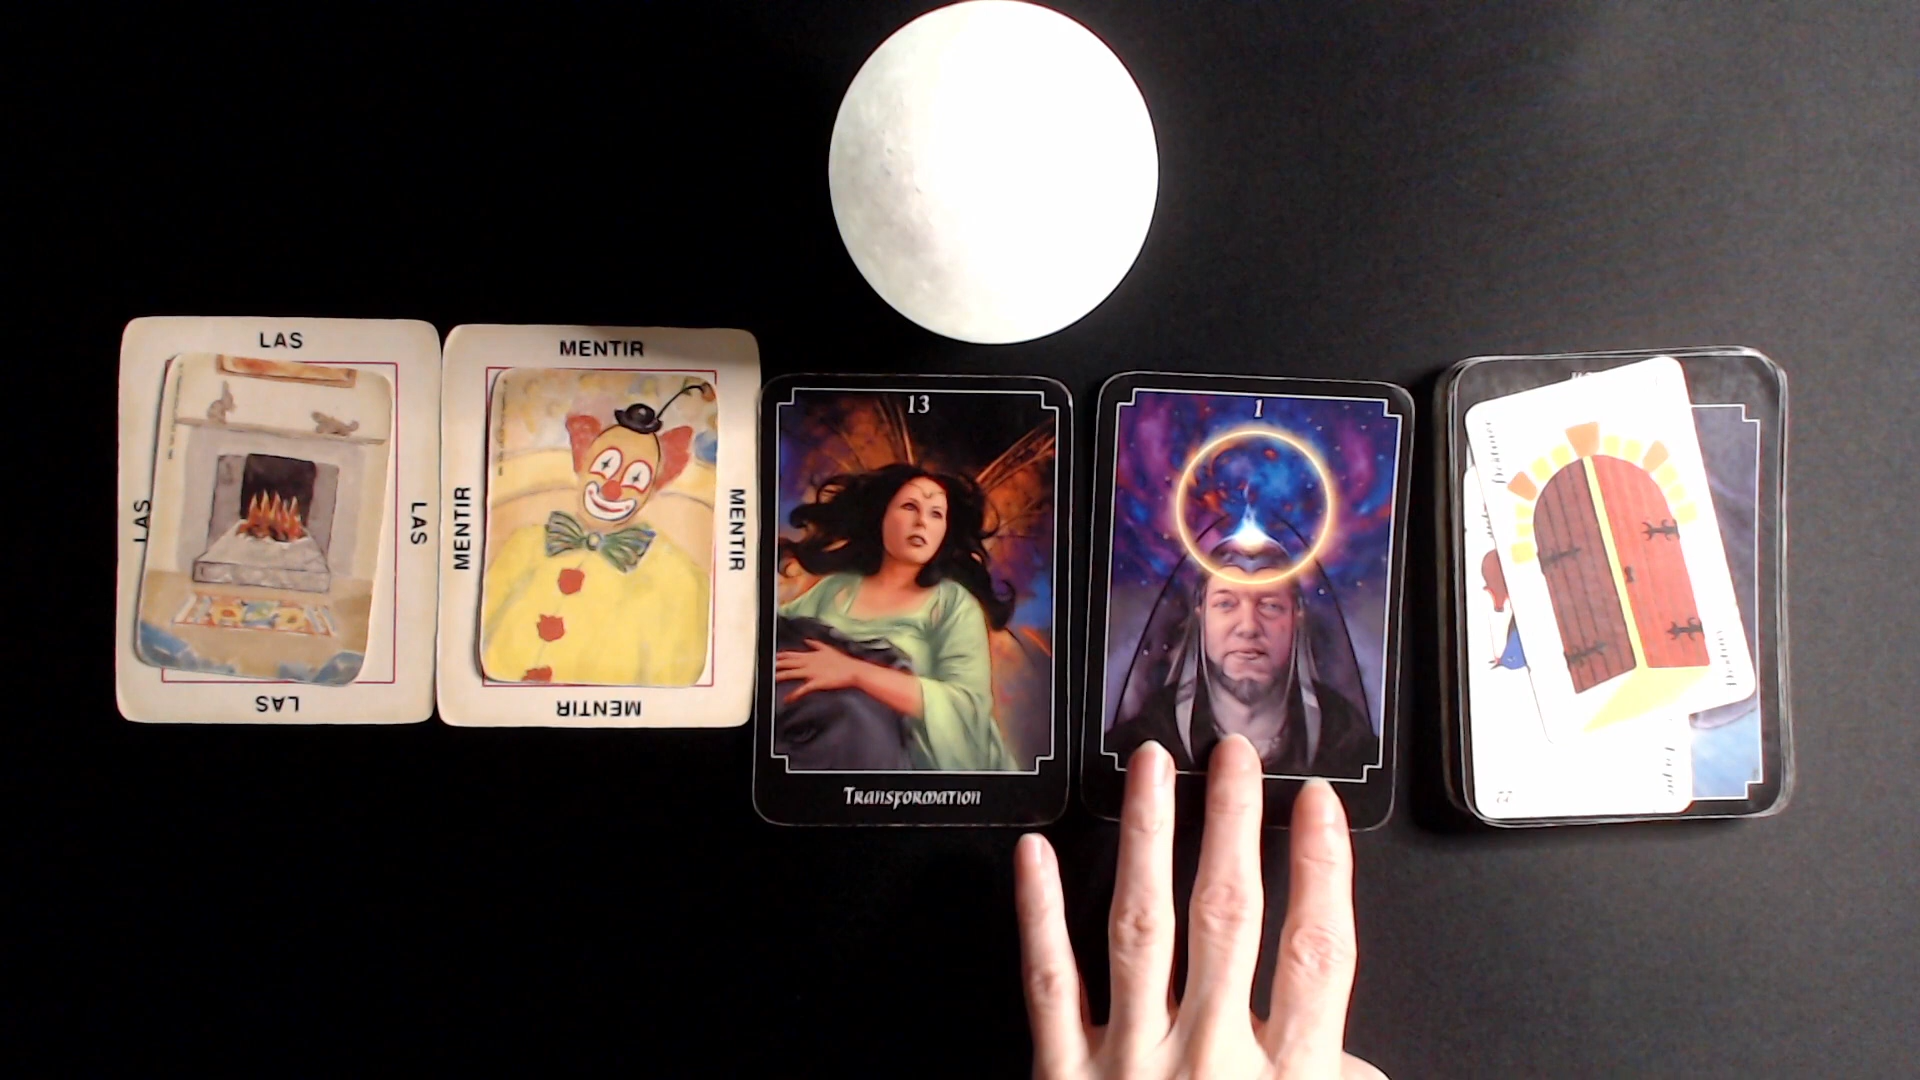 LAS
LAS
LAS
LAS
MENTIR
MENTIR
MENTIR
MENTIR
13
Transformation
1